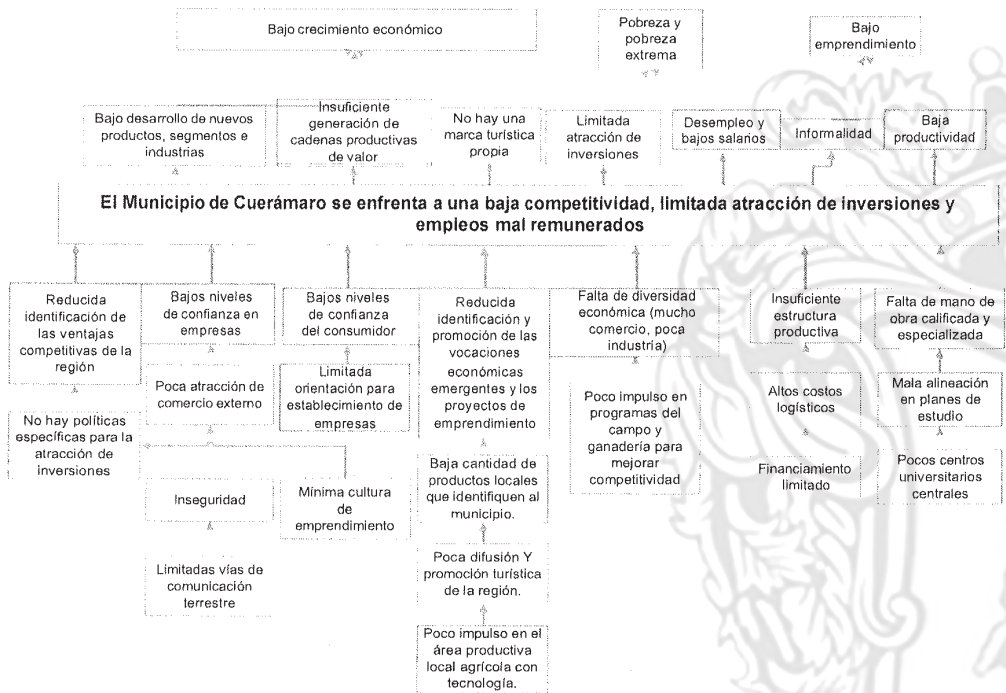 Bajo crecimiento económico
Pobreza y
pobreza
extrema
Bajo
emprendimiento
Bajo desarrollo de nuevos
productos, segmentos e
industrias
Insuficiente
generación de
cadenas productivas
de valor
No hay una
marca turística
propia
Limitada
atracción de
inversiones
Desempleo y
bajos salarios
Informalidad
Baja
productividad
El Municipio de Cuerámaro se enfrenta a una baja competitividad, limitada atracción de inversiones y
empleos mal remunerados
Reducida
identificación de
las ventajas
competitivas de la
región
No hay políticas
específicas para la
atracción de
inversiones
Bajos niveles
de confianza en
empresas
Poca atracción de
comercio externo
Inseguridad
Limitadas vías de
comunicación
terrestre
Bajos niveles
de confianza
del consumidor
Limitada
orientación para
establecimiento de
empresas
Mínima cultura
de
emprendimiento
Reducida
identificación y
promoción de las
vocaciones
económicas
emergentes y los
proyectos de
emprendimiento
Baja cantidad de
productos locales
que identifiquen al
municipio.
Poca difusión Y
promoción turística
de la región.
Poco impulso en el
área productiva
local agrícola con
tecnología.
Falta de diversidad
económica (mucho
comercio, poca
industria)
Poco impulso en
programas del
campo y
ganadería para
mejorar
competitividad
Insuficiente
estructura
productiva
Altos costos
logísticos
Financiamiento
limitado
Falta de mano de
obra calificada y
especializada
Mala alineación
en planes de
estudio
Pocos centros
universitarios
centrales